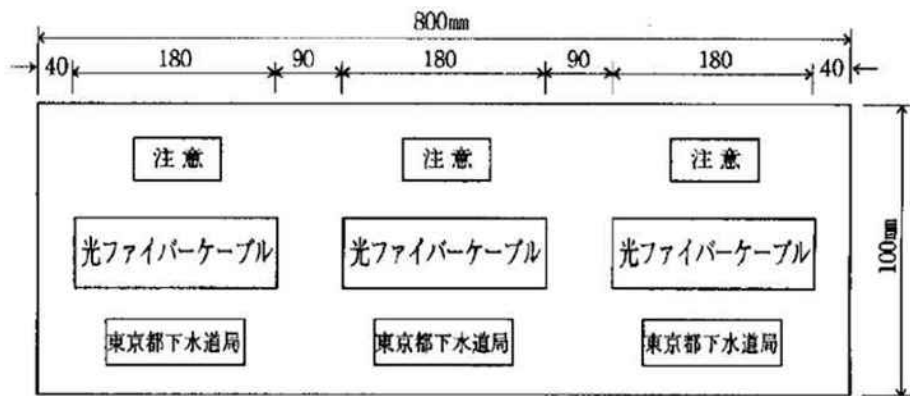 800mm
40 180 90 180 90 180 40
注意 注意 注意
光ファイバーケーブル 光ファイバーケーブル 光ファイバーケーブル
東京都下水道局 東京都下水道局 東京都下水道局
100mm